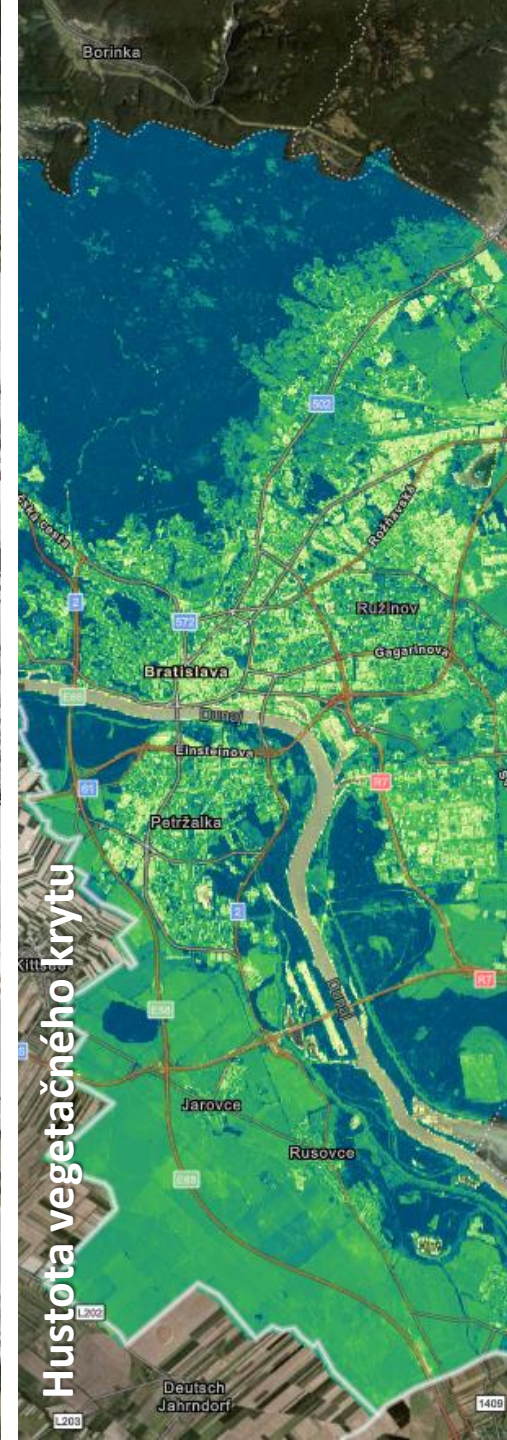 Borinka
502
Rožňavská
2
572
Ružinov
Gagarinova
Bratislava
E65
Dunaj
Einsteinova
61
R7
Petržalka
2
Hustota vegetačného krytu
R7
E58
Dunaj
Jarovce
Rusovce
L202
Deutsch
Jahrndorf
L203
1409